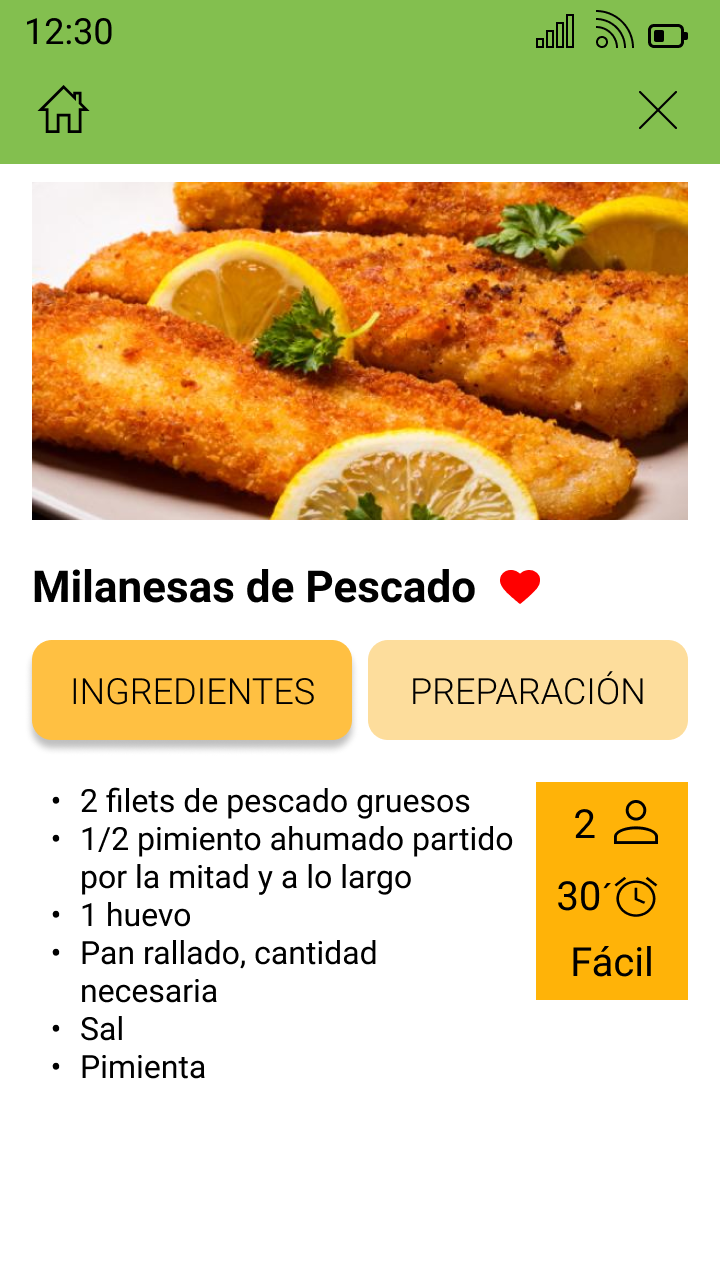 12:30
Milanesas de Pescado
INGREDIENTES
PREPARACIÓN
• 2 filets de pescado gruesos
• 1/2 pimiento ahumado partido
por la mitad y a lo largo
• 1 huevo
• Pan rallado, cantidad
necesaria
• Sal
• Pimienta
2
30´
Fácil